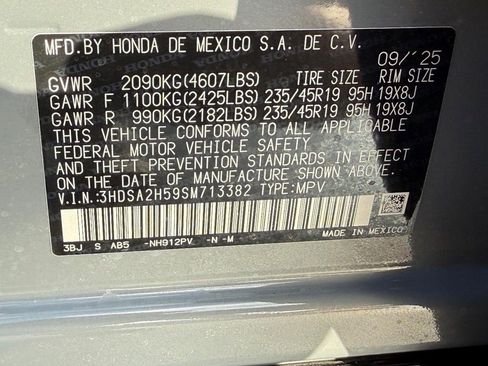 MFD.BY HONDA DE MEXICO S.A. DE C.V.
09/'25
GVWR 2090KG(4607LBS) TIRE SIZE RIM SIZE
GAWR F 1100KG(2425LBS) 235/45R19 95H 19X8J
GAWR R 990KG(2182LBS) 235/45R19 95H 19X8J
THIS VEHICLE CONFORMS TO ALL APPLICABLE
FEDERAL MOTOR VEHICLE SAFETY
AND THEFT PREVENTION STANDARDS IN EFFECT
ON THE DATE OF MANUFACTURE SHOWN ABOVE.
V.I.N.:3HDSA2H59SM713382 TYPE:MPV
3BJ S AB5 -NH912PV -N -M MADE IN MEXICO